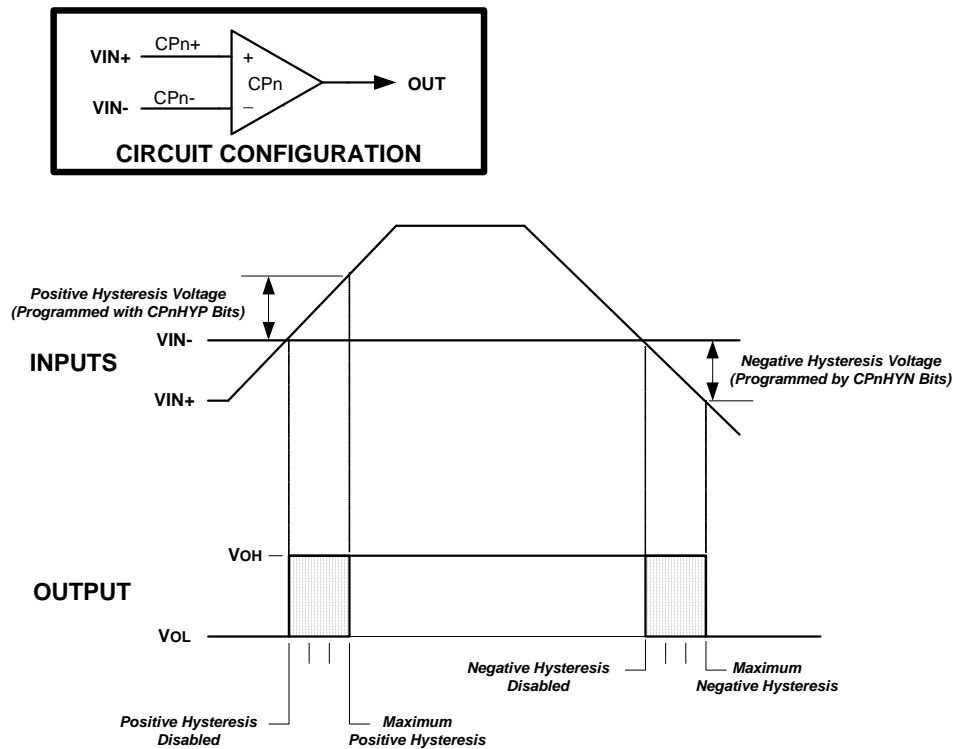 CPn+
VIN+
+
CPn
OUT
VIN-
CPn-
−
CIRCUIT CONFIGURATION
Positive Hysteresis Voltage
(Programmed with CPnHYP Bits)
VIN-
INPUTS
Negative Hysteresis Voltage
(Programmed by CPnHYN Bits)
VIN+
VOH
OUTPUT
VOL
Negative Hysteresis
Disabled
Maximum
Negative Hysteresis
Positive Hysteresis
Disabled
Maximum
Positive Hysteresis